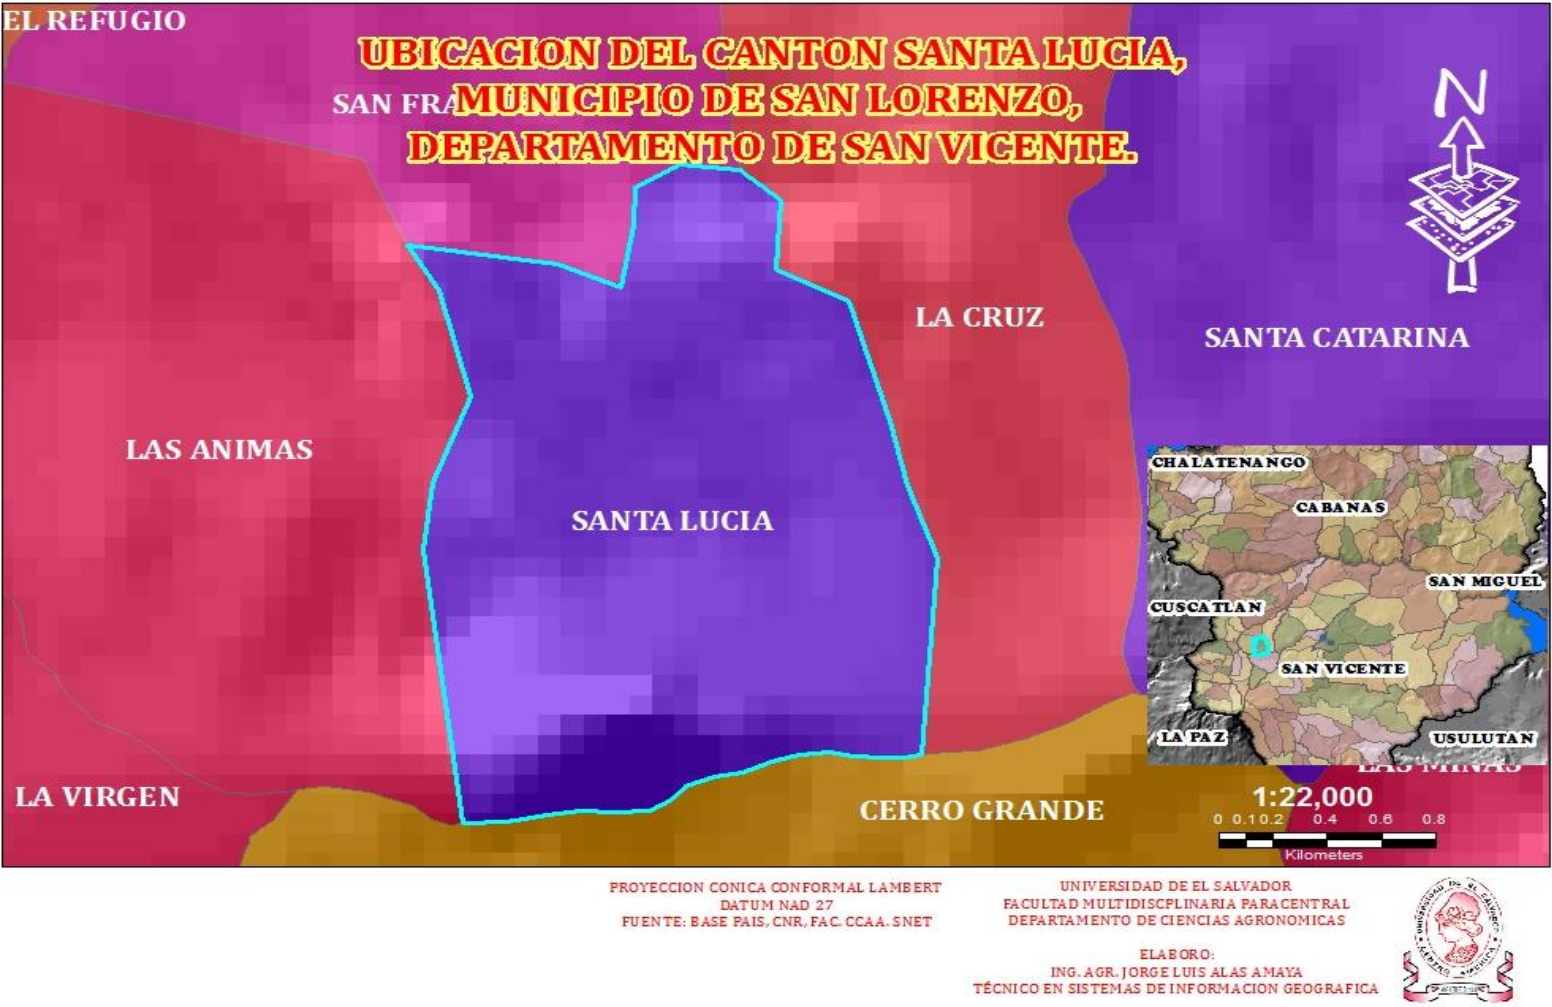 EL REFUGIO
UBICACION DEL CANTON SANTA LUCIA,
SAN FRA
MUNICIPIO DE SAN LORENZO,
DEPARTAMENTO DE SAN VICENTE.
N
LA CRUZ
SANTA CATARINA
LAS ANIMAS
SANTA LUCIA
CHALATENANGO
CABANAS
SAN MIGUEL
CUSCATLAN
SAN VICENTE
LA PAZ
USULUTAN
LAS MINAS
LA VIRGEN
CERRO GRANDE
1:22,000
0 0.1 0.2 0.4 0.6 0.8
Kilometers
PROYECCION CONICA CONFORMAL LAMBERT
DATUM NAD 27
FUENTE: BASE PAIS, CNR, FAC. CCAA. SNET
UNIVERSIDAD DE EL SALVADOR
FACULTAD MULTIDISCPLINARIA PARACENTRAL
DEPARTAMENTO DE CIENCIAS AGRONOMICAS
ELABORO:
ING. AGR. JORGE LUIS ALAS AMAYA
TÉCNICO EN SISTEMAS DE INFORMACION GEOGRAFICA
UNIVERSIDAD DE EL SALVADOR